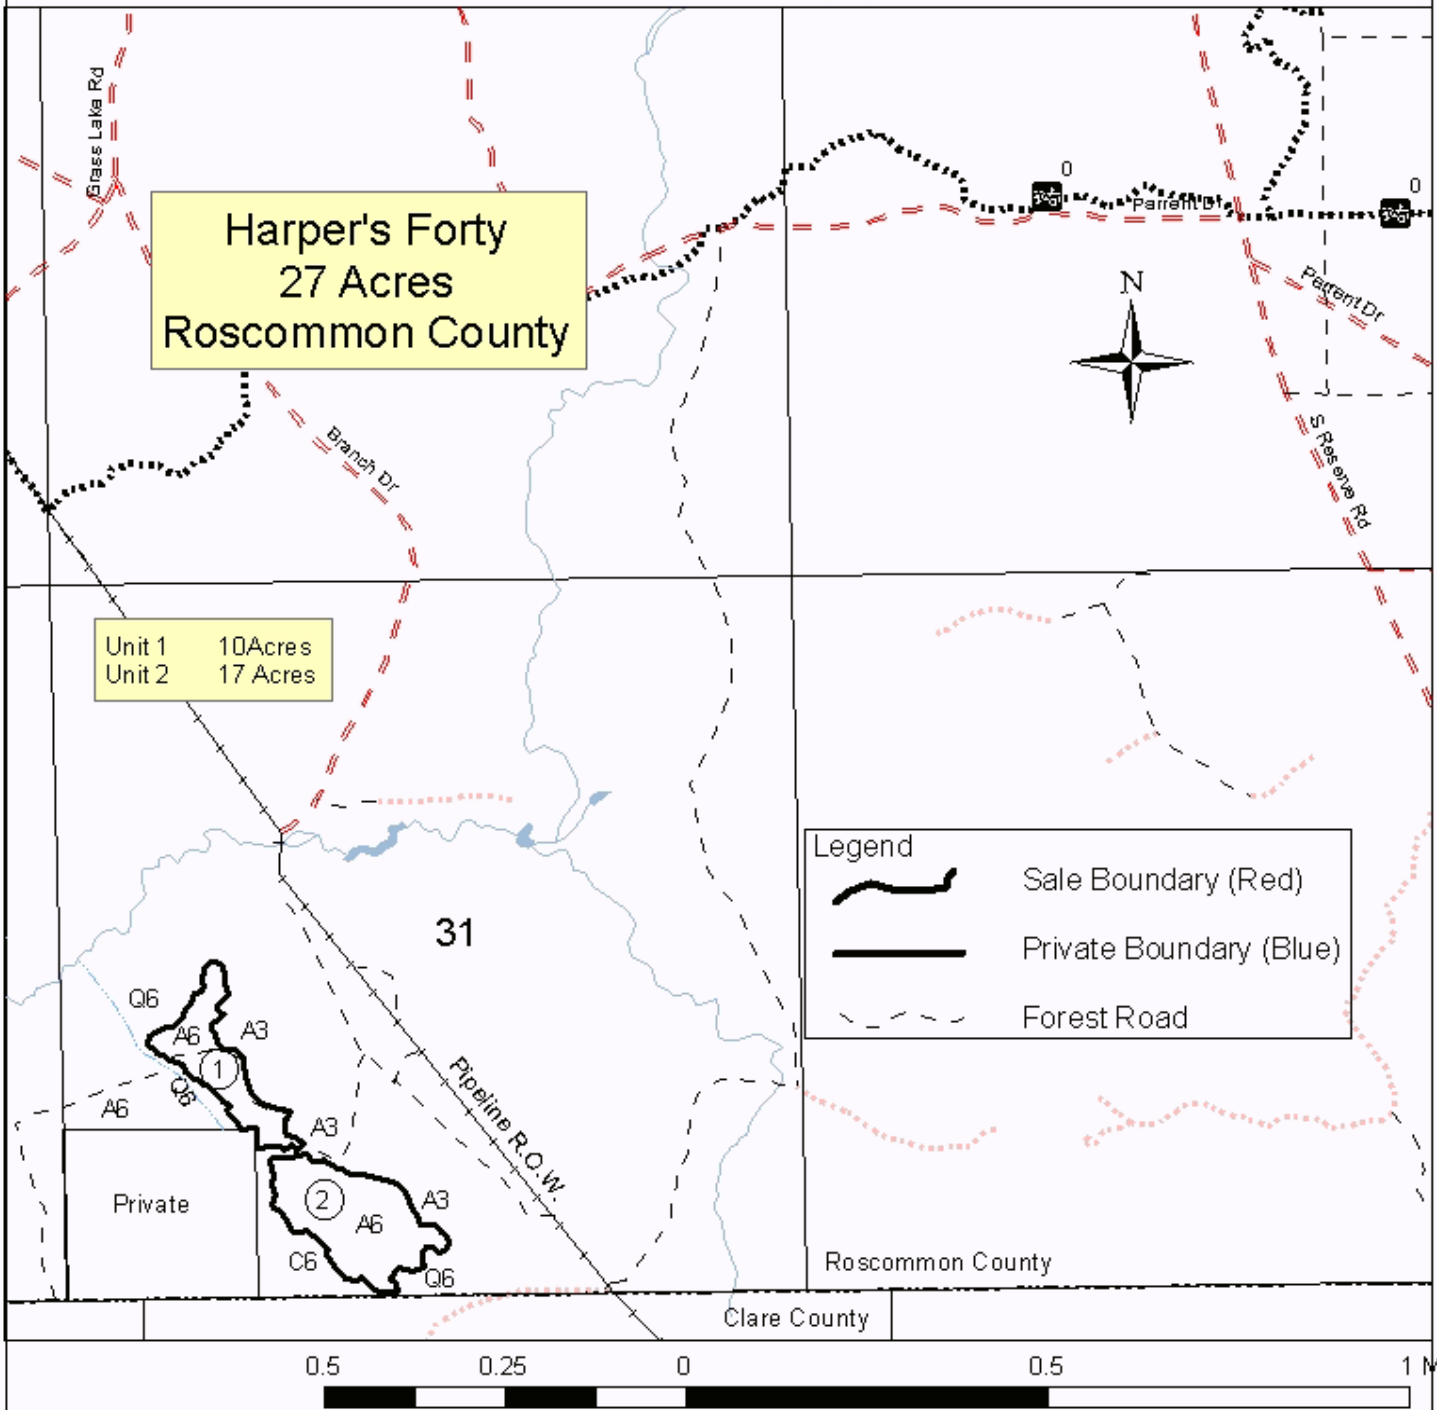 Grass Lake Rd
0
0
Parrent D
Harper's Forty
27 Acres
Roscommon County
N
Parrent Dr
Branch Dr
S Reserve Rd
Unit 1 10Acres
Unit 2 17 Acres
Legend
Sale Boundary (Red)
Private Boundary (Blue)
Forest Road
31
Q6
A6
A3
1
Q6
A6
A3
Pipeline R.O.W.
Private
2
A3
A6
C6
Q6
Roscommon County
Clare County
0.5 0.25 0 0.5 1 M